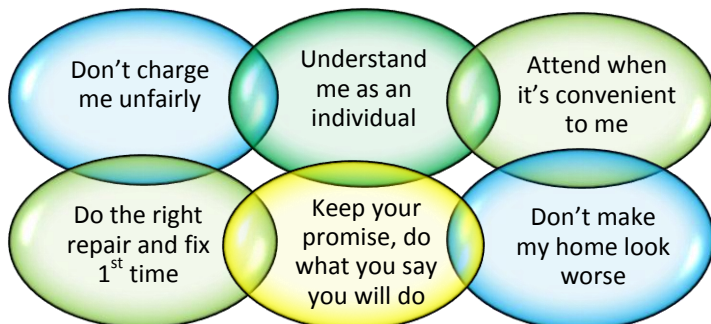 Don’t charge
me unfairly
Understand
me as an
individual
Attend when
it’s convenient
to me
Do the right
repair and fix
1st time
Keep your
promise, do
what you say
you will do
Don’t make
my home look
worse